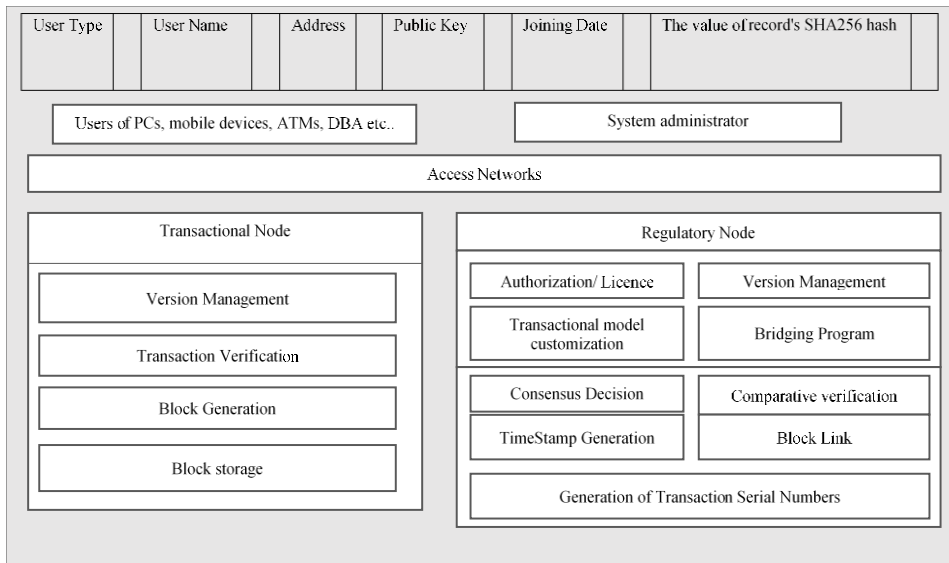 User Type User Name Address Public Key Joining Date The value of record's SHA256 hash
Users of PCs, mobile devices, ATMs, DBA etc..
System administrator
Access Networks
Transactional Node
Version Management
Transaction Verification
Block Generation
Block storage
Regulatory Node
Authorization/ Licence
Version Management
Transactional model
customization
Bridging Program
Consensus Decision
Comparative verification
TimeStamp Generation
Block Link
Generation of Transaction Serial Numbers